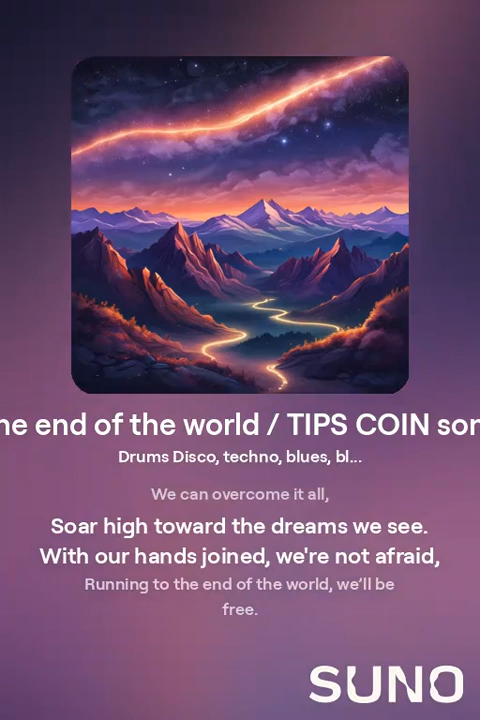 he end of the world / TIPS COIN son
Drums Disco, techno, blues, bl...
We can overcome it all,
Soar high toward the dreams we see.
With our hands joined, we're not afraid,
Running to the end of the world, we’ll be
free.
SUNO